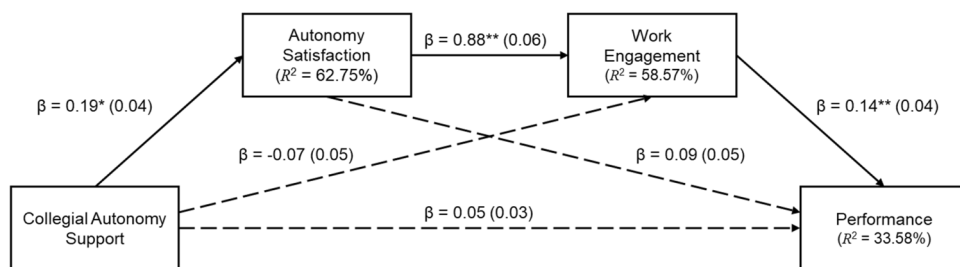 Autonomy
Satisfaction
(R² = 62.75%)
β = 0.88** (0.06)
Work
Engagement
(R² = 58.57%)
β = 0.19* (0.04)
β = 0.14** (0.04)
β = -0.07 (0.05)
β = 0.09 (0.05)
Collegial Autonomy
Support
β = 0.05 (0.03)
Performance
(R² = 33.58%)